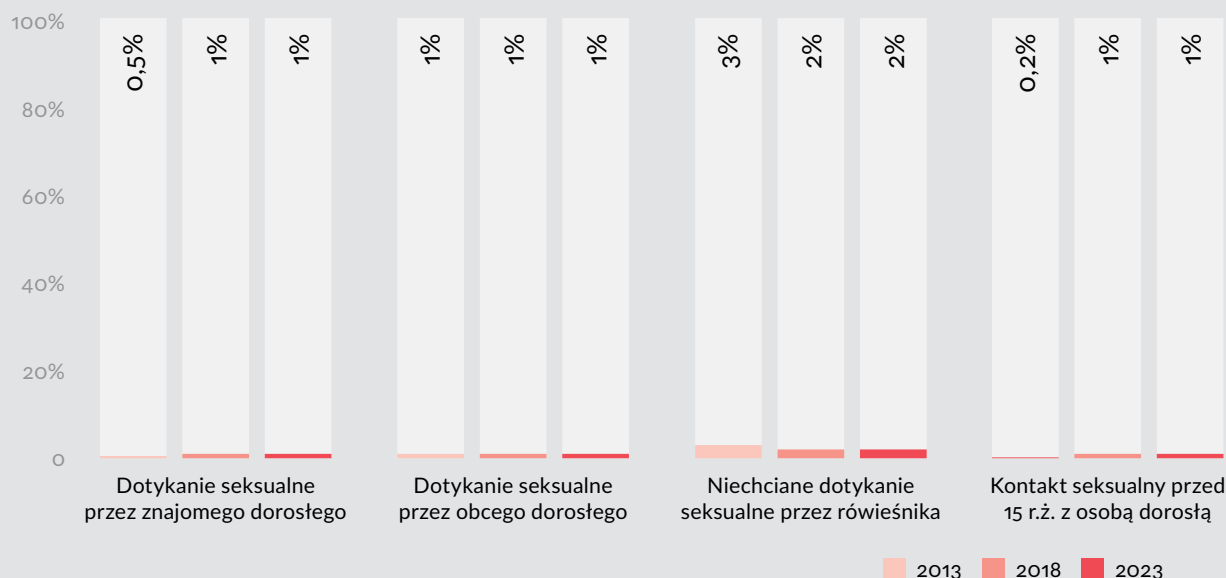 100%
80%
60%
40%
20%
0
0,5%
1%
1%
1%
1%
1%
3%
2%
2%
0,2%
1%
1%
Dotykanie seksualne
przez znajomego dorosłego
Dotykanie seksualne
przez obcego dorosłego
Niechciane dotykanie
seksualne przez rówieśnika
Kontakt seksualny przed
15 r.ż. z osobą dorosłą
2013 2018 2023